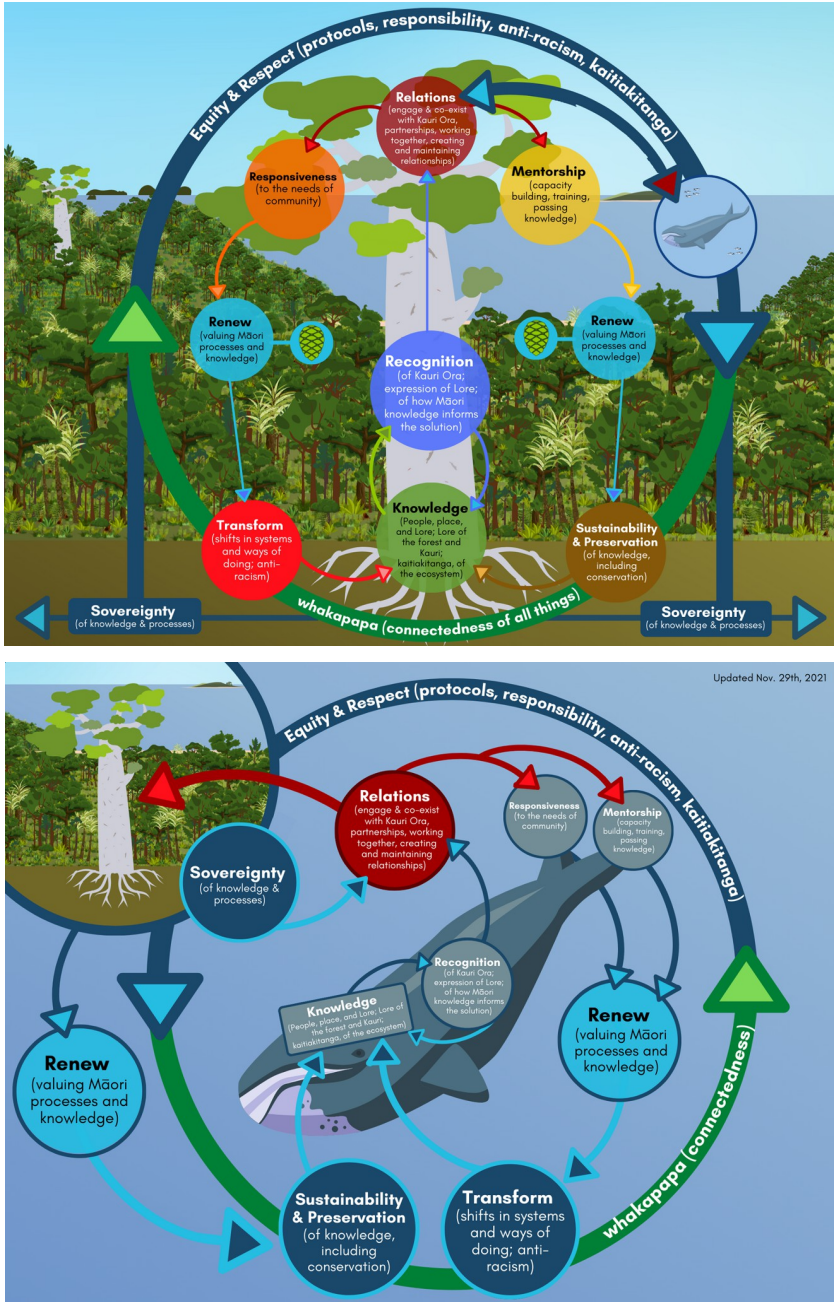 Equity & Respect (protocols, responsibility, anti-racism, kaitiakitanga)
Relations
(engage & co-exist
with Kauri Ora,
partnerships, working
together, creating
and maintaining
relationships)
Responsiveness
(to the needs of
community)
Mentorship
(capacity
building, training,
passing
knowledge)
Renew
(valuing Māori
processes and
knowledge)
Renew
(valuing Māori
processes and
knowledge)
Recognition
(of Kauri Ora;
expression of Lore;
of how Māori
knowledge informs
the solution)
Transform
(shifts in systems
and ways of
doing; anti-
racism)
Knowledge
(People, place,
and Lore; Lore
of the forest and
Kauri;
kaitiakitanga, of
the ecosystem)
Sustainability
& Preservation
(of knowledge,
including
conservation)
Sovereignty
(of knowledge & processes)
whakapapa (connectedness of all things)
Sovereignty
(of knowledge & processes)
Updated Nov. 29th, 2021
Equity & Respect (protocols, responsibility, anti-racism, kaitiakitanga)
Relations
(engage & co-exist
with Kauri Ora,
partnerships, working
together, creating
and maintaining
relationships)
Responsiveness
(to the needs of
community)
Mentorship
(capacity
building, training,
passing
knowledge)
Sovereignty
(of knowledge &
processes)
Recognition
(of Kauri Ora;
expression of Lore;
of how Māori
knowledge informs
the solution)
Knowledge
(People, place, and Lore; Lore of
the forest and Kauri;
kaitiakitanga, of the ecosystem)
Renew
(valuing Māori
processes and
knowledge)
Renew
(valuing Māori
processes and
knowledge)
Sustainability
& Preservation
(of knowledge,
including
conservation)
Transform
(shifts in systems
and ways of
doing; anti-
racism)
whakapapa (connectedness)